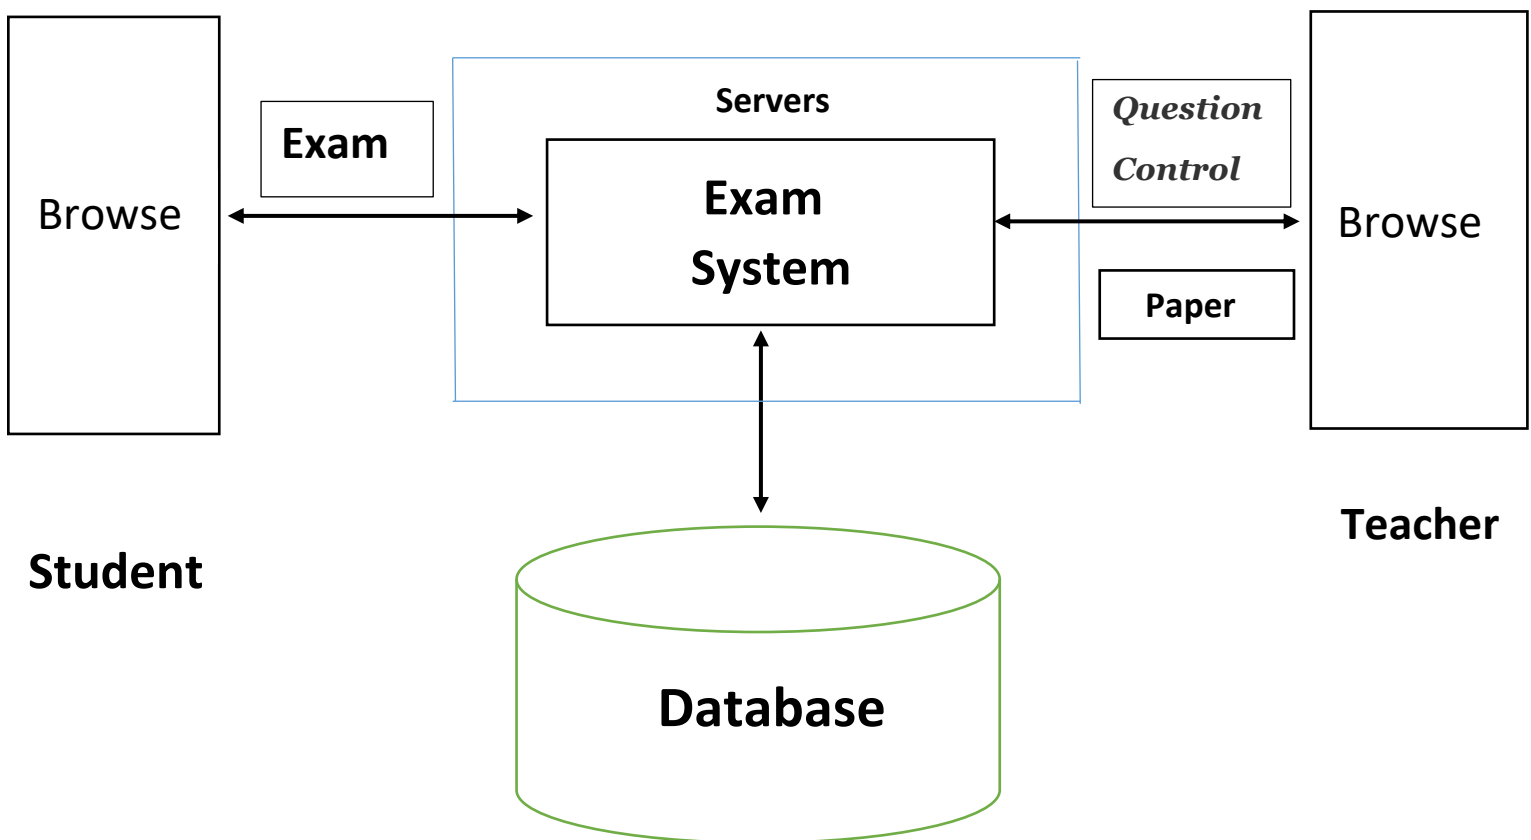 Browse
Exam
Servers
Exam
System
Question
Control
Paper
Browse
Student
Teacher
Database